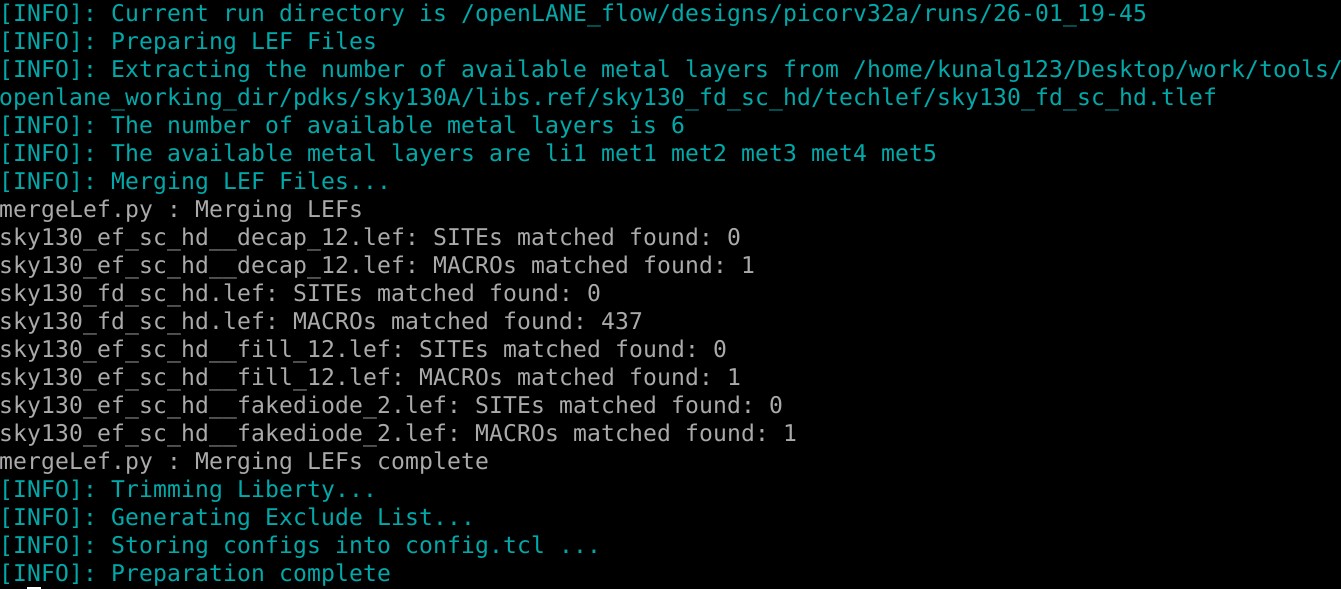 [INFO]: Current run directory is /openLANE_flow/designs/picorv32a/runs/26-01_19-45
[INFO]: Preparing LEF Files
[INFO]: Extracting the number of available metal layers from /home/kunalg123/Desktop/work/tools/
openlane_working_dir/pdks/sky130A/libs.ref/sky130_fd_sc_hd/techlef/sky130_fd_sc_hd.tlef
[INFO]: The number of available metal layers is 6
[INFO]: The available metal layers are li1 met1 met2 met3 met4 met5
[INFO]: Merging LEF Files...
mergeLef.py : Merging LEFs
sky130_ef_sc_hd__decap_12.lef: SITEs matched found: 0
sky130_ef_sc_hd__decap_12.lef: MACROs matched found: 1
sky130_fd_sc_hd.lef: SITEs matched found: 0
sky130_fd_sc_hd.lef: MACROs matched found: 437
sky130_ef_sc_hd__fill_12.lef: SITEs matched found: 0
sky130_ef_sc_hd__fill_12.lef: MACROs matched found: 1
sky130_ef_sc_hd__fakediode_2.lef: SITEs matched found: 0
sky130_ef_sc_hd__fakediode_2.lef: MACROs matched found: 1
mergeLef.py : Merging LEFs complete
[INFO]: Trimming Liberty...
[INFO]: Generating Exclude List...
[INFO]: Storing configs into config.tcl ...
[INFO]: Preparation complete